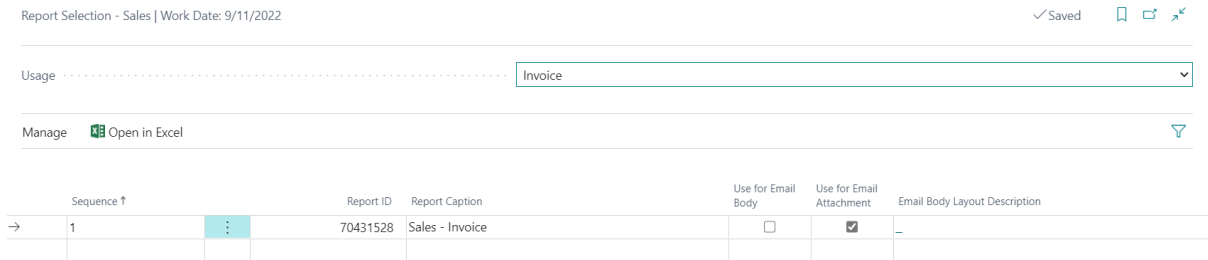 Report Selection - Sales | Work Date: 9/11/2022
Saved
Usage
Invoice
Manage
Open in Excel
Sequence↑
Report ID
Report Caption
Use for Email Body
Use for Email Attachment
Email Body Layout Description
1
70431528
Sales - Invoice
_